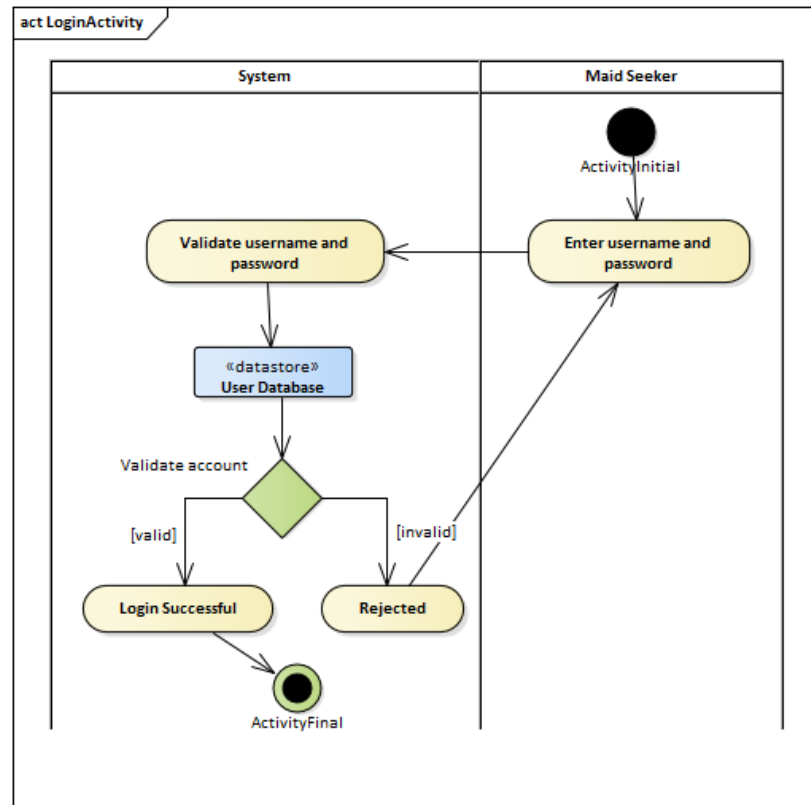 act LoginActivity
System
Maid Seeker
ActivityInitial
Validate username and
password
Enter username and
password
«datastore»
User Database
Validate account
[valid]
[invalid]
Login Successful
Rejected
ActivityFinal